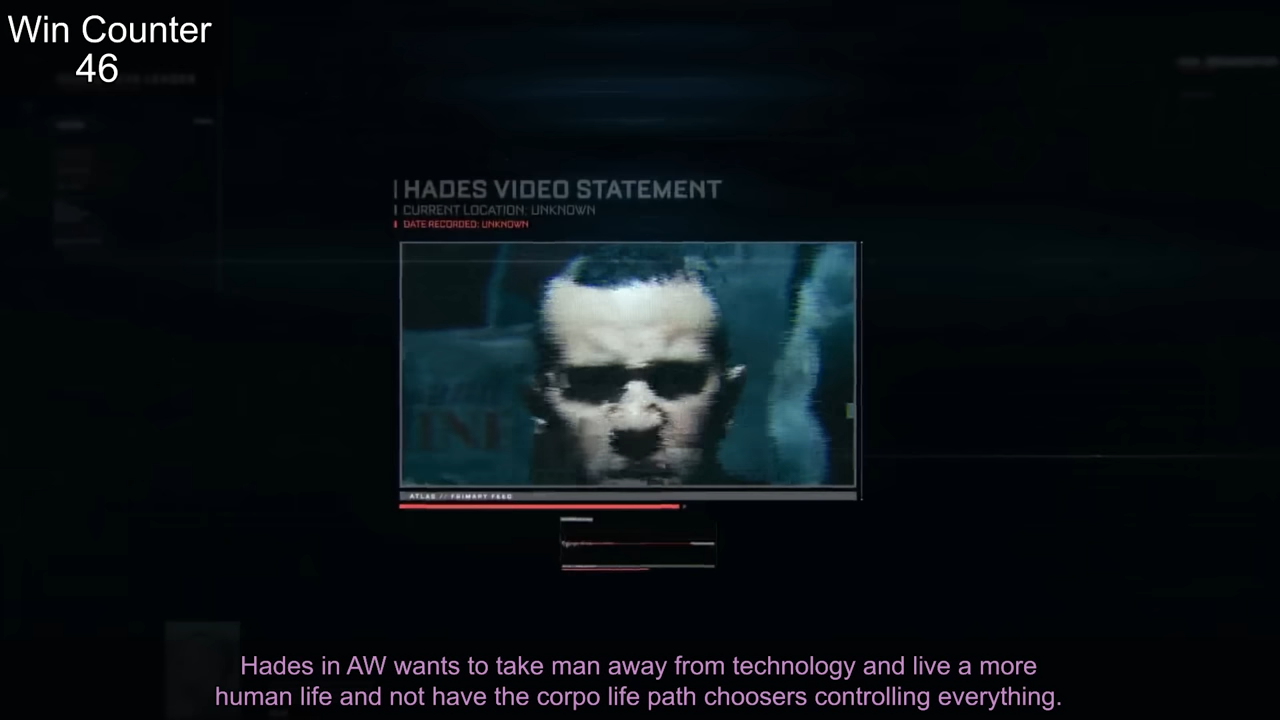 Win Counter
46
HADES VIDEO STATEMENT
CURRENT LOCATION: UNKNOWN
DATE RECORDED: UNKNOWN
ATLAS // PRIMARY FEED
Hades in AW wants to take man away from technology and live a more
human life and not have the corpo life path choosers controlling everything.